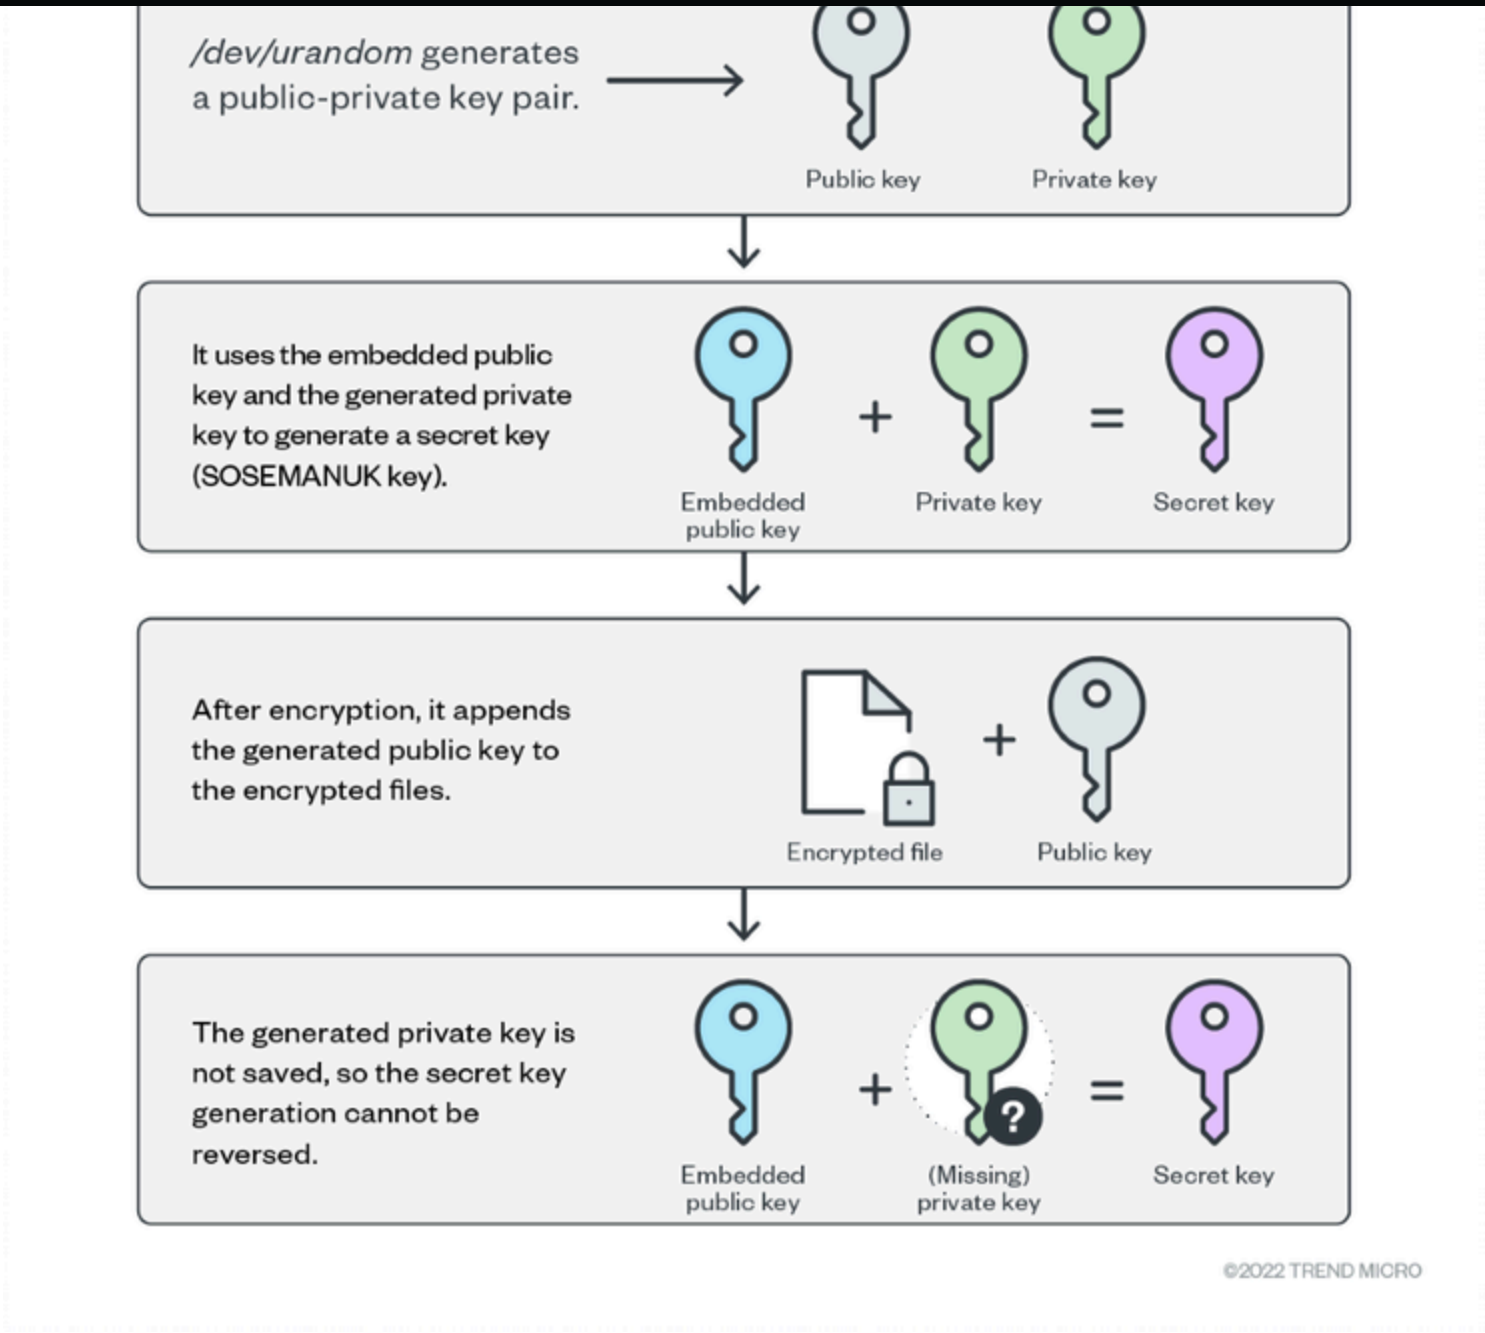 /dev/urandom generates
a public-private key pair.
Public key
Private key
It uses the embedded public
key and the generated private
key to generate a secret key
(SOSEMANUK key).
+
=
Embedded
public key
Private key
Secret key
After encryption, it appends
the generated public key to
the encrypted files.
+
Encrypted file
Public key
The generated private key is
not saved, so the secret key
generation cannot be
reversed.
+
?
=
Embedded
public key
(Missing)
private key
Secret key
©2022 TREND MICRO